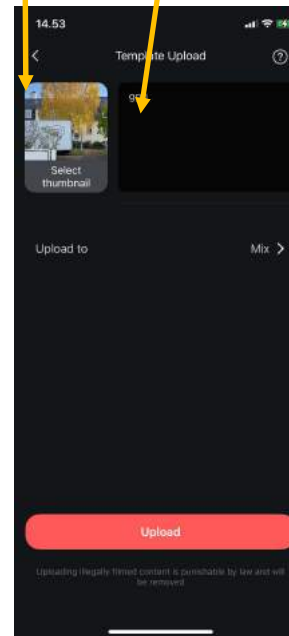 14.53
Template Upload
Select
thumbnail
Upload to
Mix
Upload
Uploading illegally filmed content is punishable by law and will
be removed